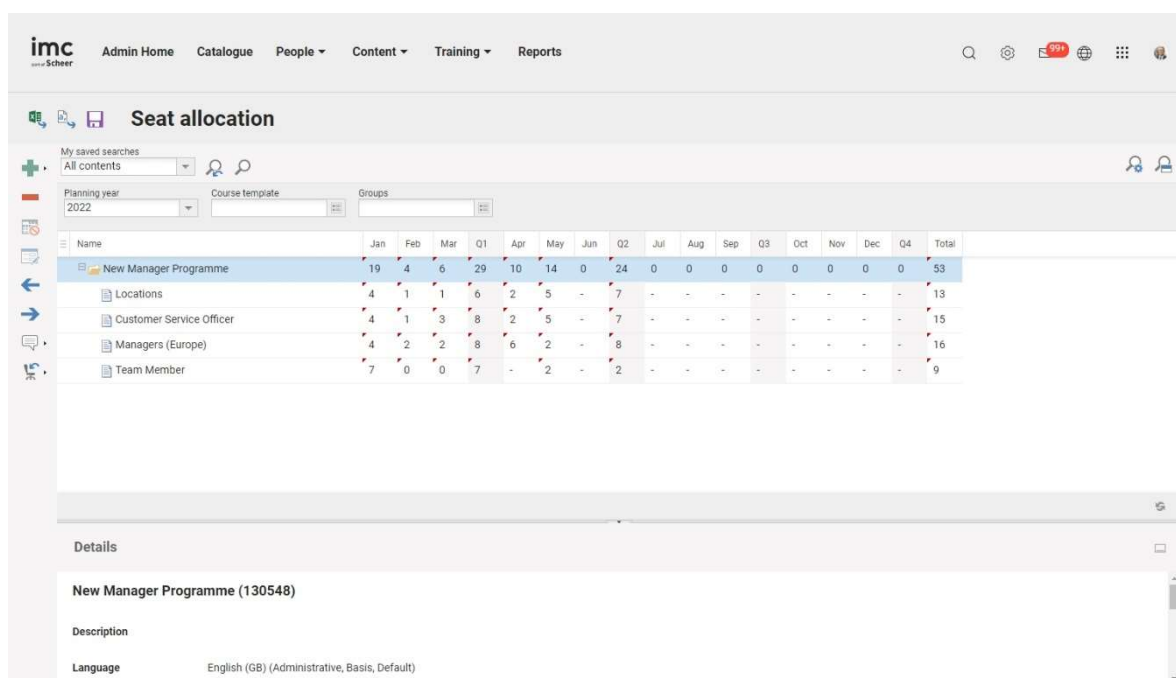 imc Admin Home Catalogue People Content Training Reports 99+
Scheer
Seat allocation
My saved searches
All contents
Planning year Course template Groups
2022
Name Jan Feb Mar Q1 Apr May Jun Q2 Jul Aug Sep Q3 Oct Nov Dec Q4 Total
New Manager Programme 19 4 6 29 10 14 0 24 0 0 0 0 0 0 0 0 53
Locations 4 1 1 6 2 5 - 7 - - - - - - - - 13
Customer Service Officer 4 1 3 8 2 5 - 7 - - - - - - - - 15
Managers (Europe) 4 2 2 8 6 2 - 8 - - - - - - - - 16
Team Member 7 0 0 7 - 2 - 2 - - - - - - - - 9
Details
New Manager Programme (130548)
Description
Language English (GB) (Administrative, Basis, Default)